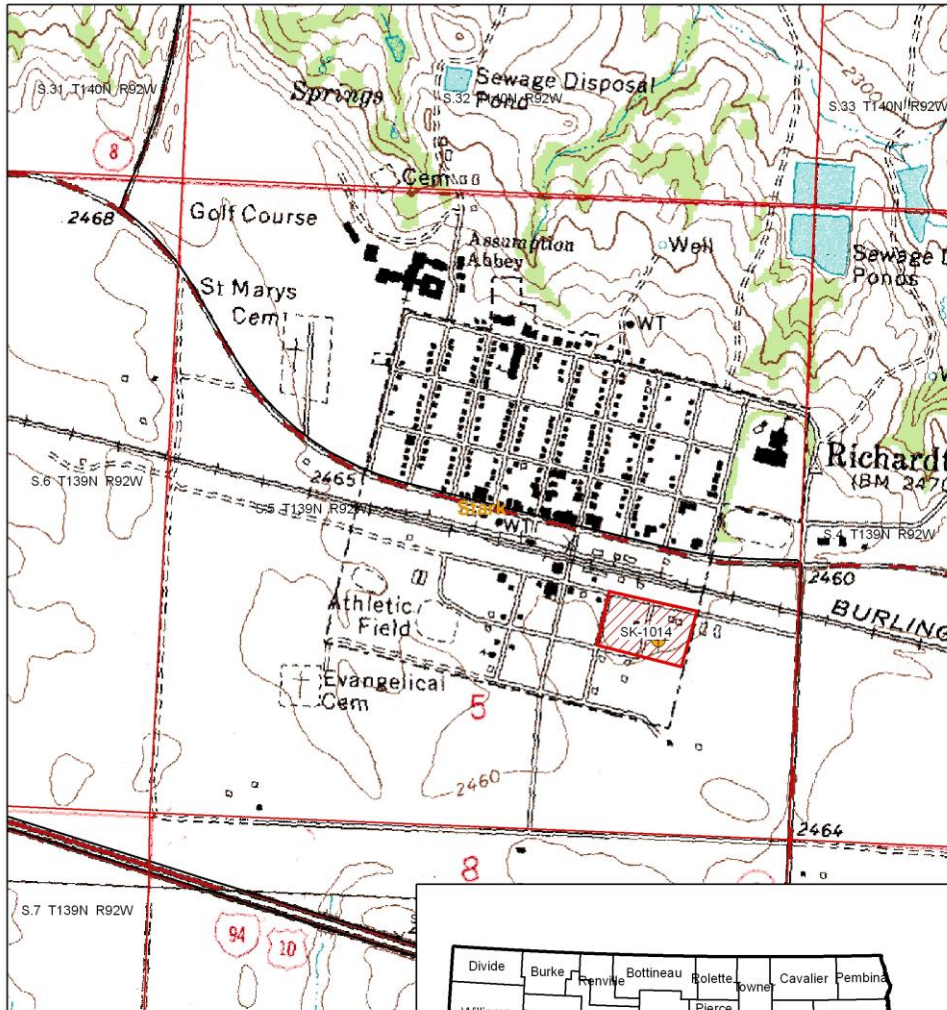 S.31 T140N R92W
Springs
Sewage Disposal
Pond
S.32 T140N R92W
2300
S.33 T140N R92W
8
Cem
2468
Golf Course
Assumption
Abbey
Well
Sewage D
Ponds
St Marys
Cem
WT
W
Richardt
(BM 2470
S.6 T139N R92W
2465
S.5 T139N R92W
Stark
WT
S.4 T139N R92W
2460
BURLING
Athletic
Field
SK-1014
Evangelical
Cem
5
2460
2464
8
S.7 T139N R92W
94
10
Divide
Burke
Renville
Bottineau
Rolette
Towner
Cavalier
Pembina
Pierce